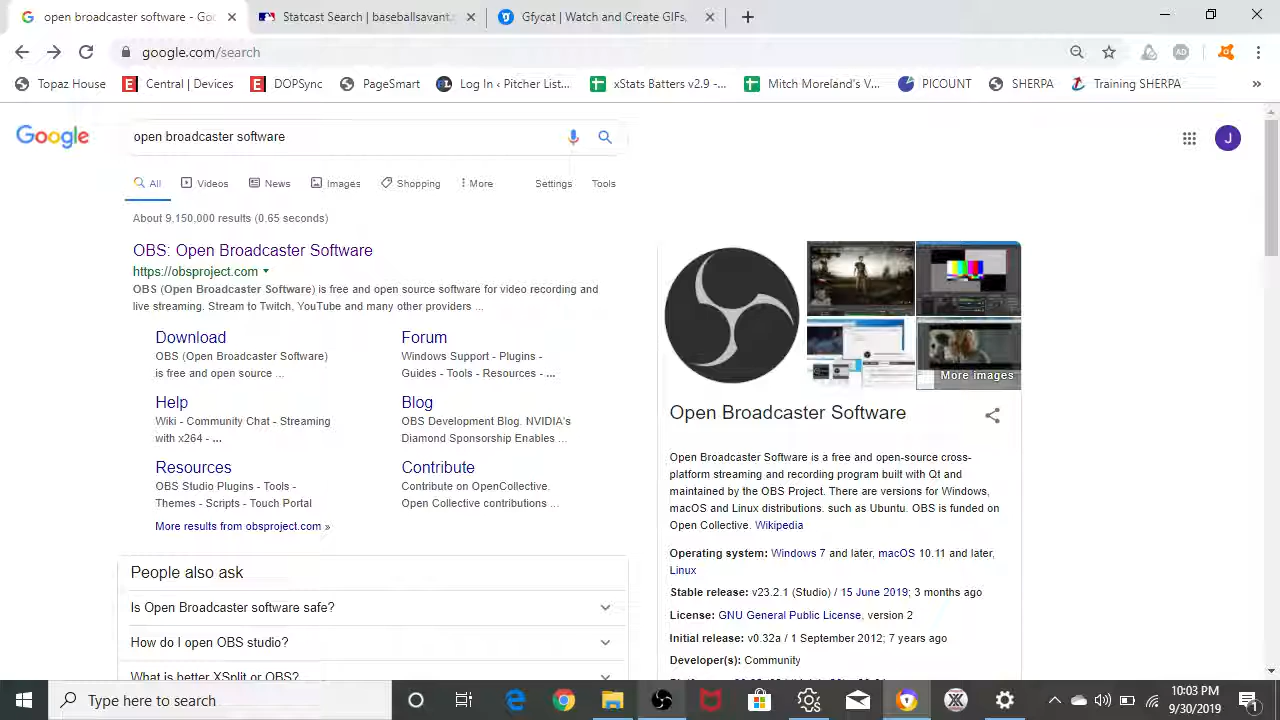 open broadcaster software - Go
Statcast Search | baseballsavant.
Gfycat | Watch and Create GIFs,
google.com/search
AD
Topaz House
Central | Devices
DOPSync
PageSmart
Log In ‹ Pitcher List...
xStats Batters v2.9 -...
Mitch Moreland's V...
PICOUNT
SHERPA
Training SHERPA
»
Google
open broadcaster software
J
All
Videos
News
Images
Shopping
More
Settings
Tools
About 9,150,000 results (0.65 seconds)
OBS: Open Broadcaster Software
https://obsproject.com
OBS (Open Broadcaster Software) is free and open source software for video recording and
live streaming. Stream to Twitch, YouTube and many other providers ...
Download
OBS (Open Broadcaster Software)
is free and open source ...
Forum
Windows Support - Plugins -
Guides - Tools - Resources - ...
Help
Wiki - Community Chat - Streaming
with x264 - ...
Blog
OBS Development Blog. NVIDIA's
Diamond Sponsorship Enables ...
Resources
OBS Studio Plugins - Tools -
Themes - Scripts - Touch Portal
Contribute
Contribute on OpenCollective.
Open Collective contributions ...
More results from obsproject.com »
People also ask
Is Open Broadcaster software safe?
How do I open OBS studio?
What is better XSplit or OBS?
More images
Open Broadcaster Software
Open Broadcaster Software is a free and open-source cross-
platform streaming and recording program built with Qt and
maintained by the OBS Project. There are versions for Windows,
macOS and Linux distributions. such as Ubuntu. OBS is funded on
Open Collective. Wikipedia
Operating system: Windows 7 and later, macOS 10.11 and later,
Linux
Stable release: v23.2.1 (Studio) / 15 June 2019; 3 months ago
License: GNU General Public License, version 2
Initial release: v0.32a / 1 September 2012; 7 years ago
Developer(s): Community
Type here to search
10:03 PM
9/30/2019
1